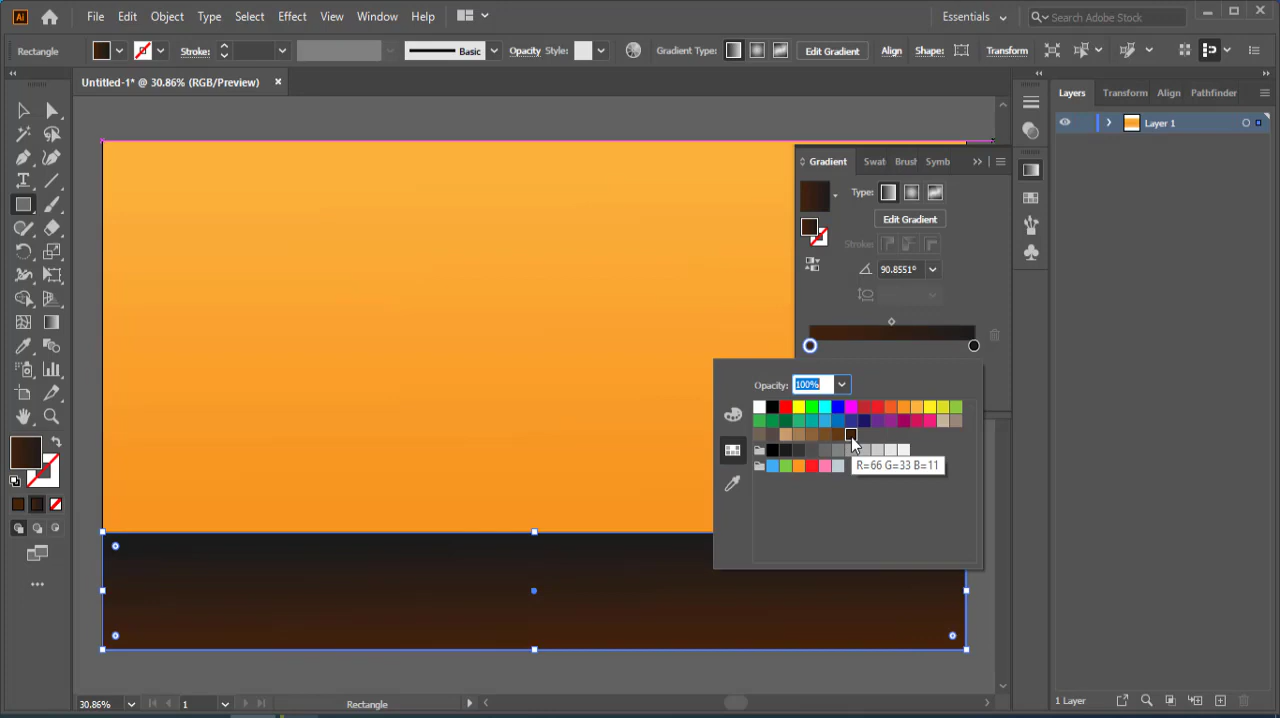 Ai File Edit Object Type Select Effect View Window Help Essentials Search Adobe Stock
Rectangle Stroke: Basic Opacity Style: Gradient Type: Edit Gradient Align Shape: Transform
Untitled-1* @ 30.86% (RGB/Preview) ×
Layers Transform Align Pathfinder
Layer 1
Gradient Swat Brus Symb
Type:
Edit Gradient
Stroke:
90.8551°
Opacity: 100%
R=66 G=33 B=11
30.86% 1 Rectangle 1 Layer